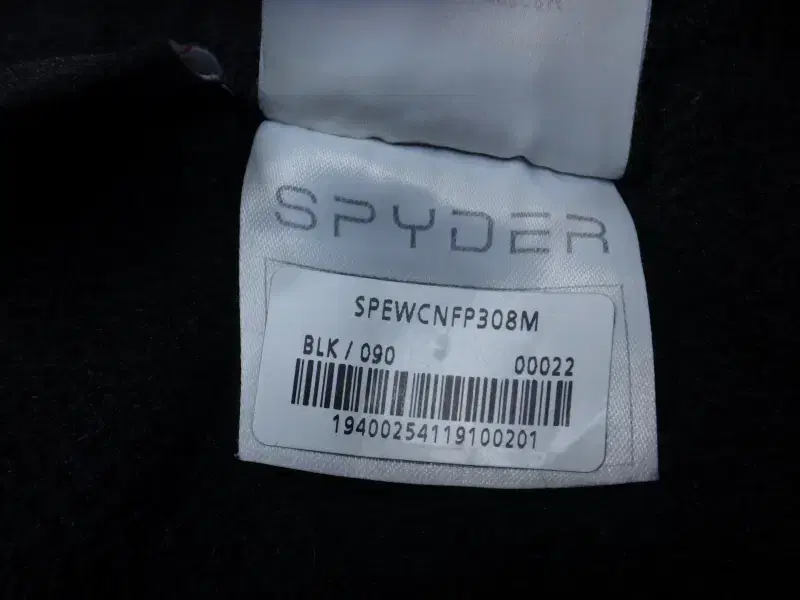 SPYDER
SPEWCNFP308M
BLK / 090 00022
19400254119100201